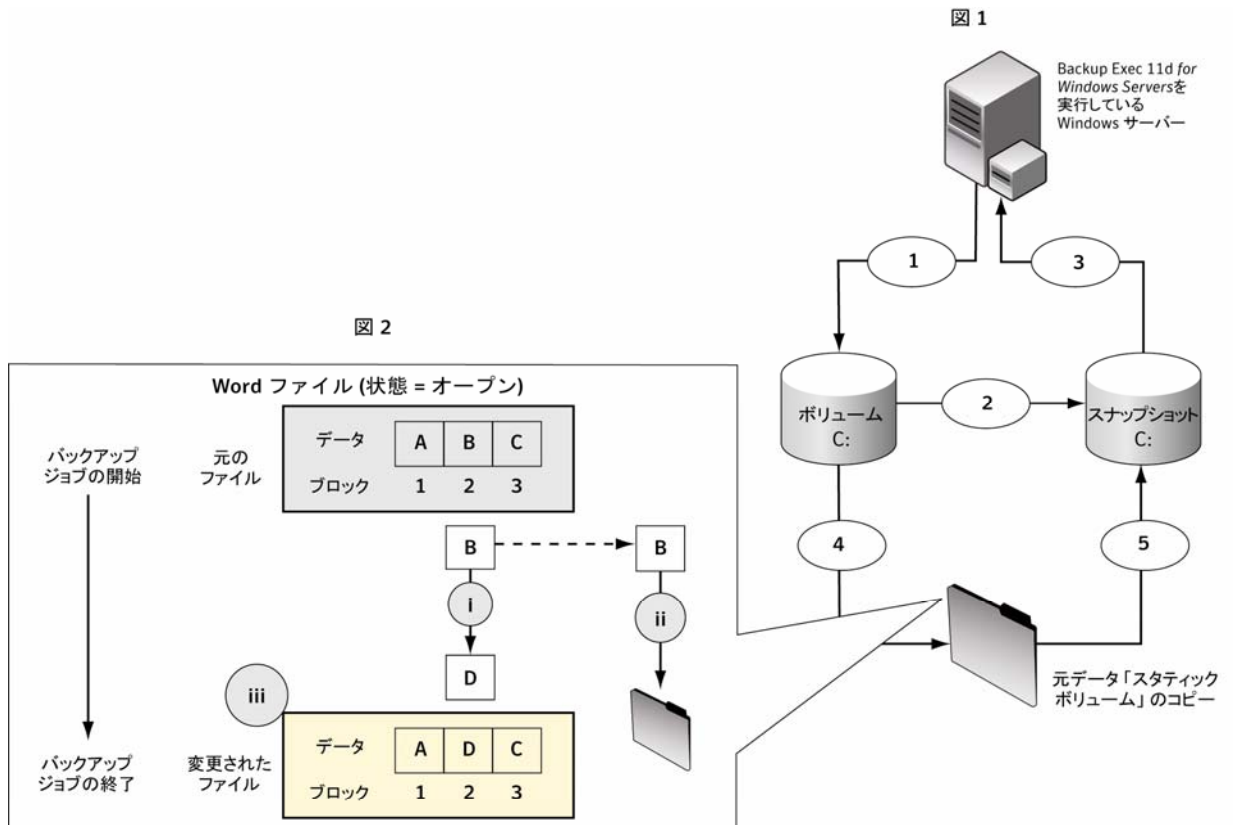 図 1
Backup Exec 11d for
Windows Serversを
実行している
Windows サーバー
1
3
ボリューム
C:
2
スナップショット
C:
4
5
元データ「スタティック
ボリューム」のコピー
図 2
Word ファイル (状態 = オープン)
バックアップ
ジョブの開始
元の
ファイル
データ
A B C
ブロック
1 2 3
B
B
i
ii
D
iii
バックアップ
ジョブの終了
変更された
ファイル
データ
A D C
ブロック
1 2 3